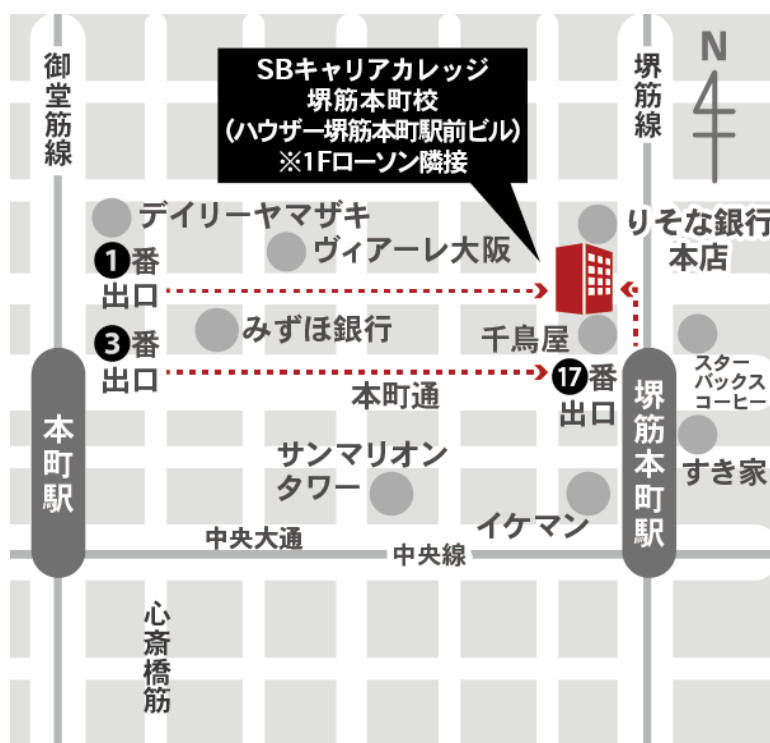 SBキャリアカレッジ
堺筋本町校
（ハウザー堺筋本町駅前ビル）
※1Fローソン隣接
御堂筋線
堺筋線
N
デイリーヤマザキ
ヴィアーレ大阪
りそな銀行
本店
1番
出口
みずほ銀行
3番
出口
千鳥屋
17番
出口
本町通
スター
バックス
コーヒー
本町駅
堺筋本町駅
サンマリオン
タワー
すき家
イケマン
中央大通
中央線
心斎橋筋